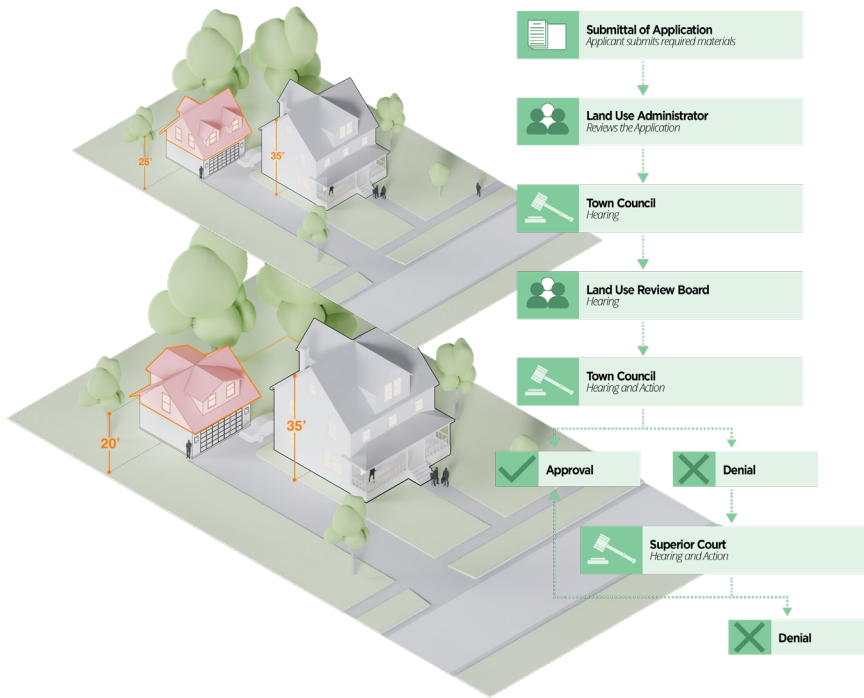 Submittal of Application
Applicant submits required materials
Land Use Administrator
Reviews the Application
25'
35'
Town Council
Hearing
Land Use Review Board
Hearing
Town Council
Hearing and Action
20'
35'
Approval
Denial
Superior Court
Hearing and Action
Denial